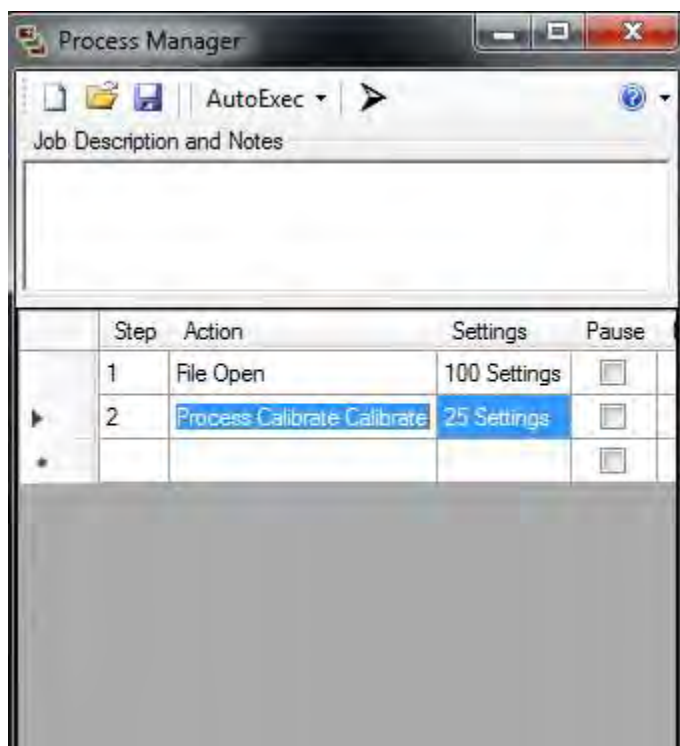 Process Manager
AutoExec
Job Description and Notes
Step Action Settings Pause
1 File Open 100 Settings
2 Process Calibrate Calibrate 25 Settings